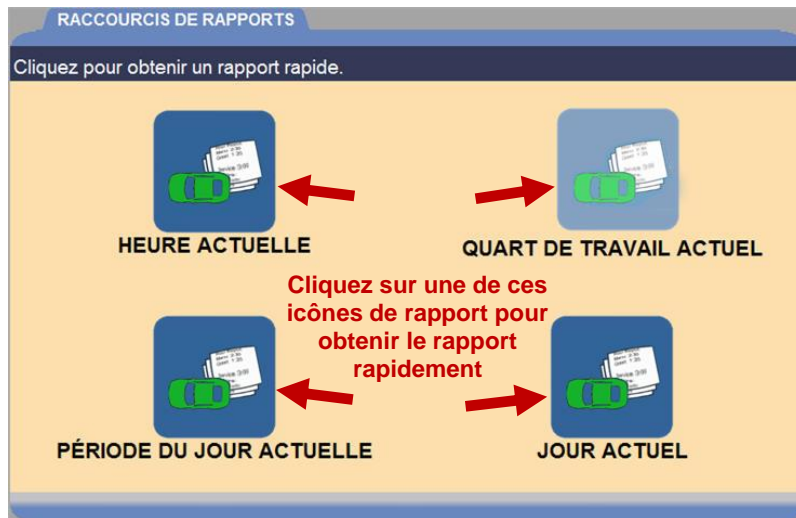 RACCOURCIS DE RAPPORTS
Cliquez pour obtenir un rapport rapide.
HEURE ACTUELLE
QUART DE TRAVAIL ACTUEL
Cliquez sur une de ces
icônes de rapport pour
obtenir le rapport
rapidement
PÉRIODE DU JOUR ACTUELLE
JOUR ACTUEL